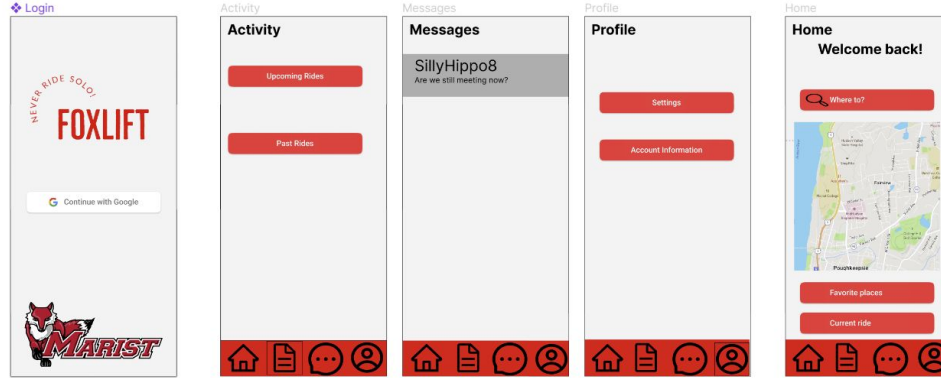 Login
NEVER RIDE SOLO!
FOXLIFT
Continue with Google
MARIST
Activity
Activity
Upcoming Rides
Past Rides
Messages
Messages
SillyHippo8
Are we still meeting now?
Profile
Profile
Settings
Account Information
Home
Home
Welcome back!
Where to?
Fairview
Poughkeepsie
Favorite places
Current ride